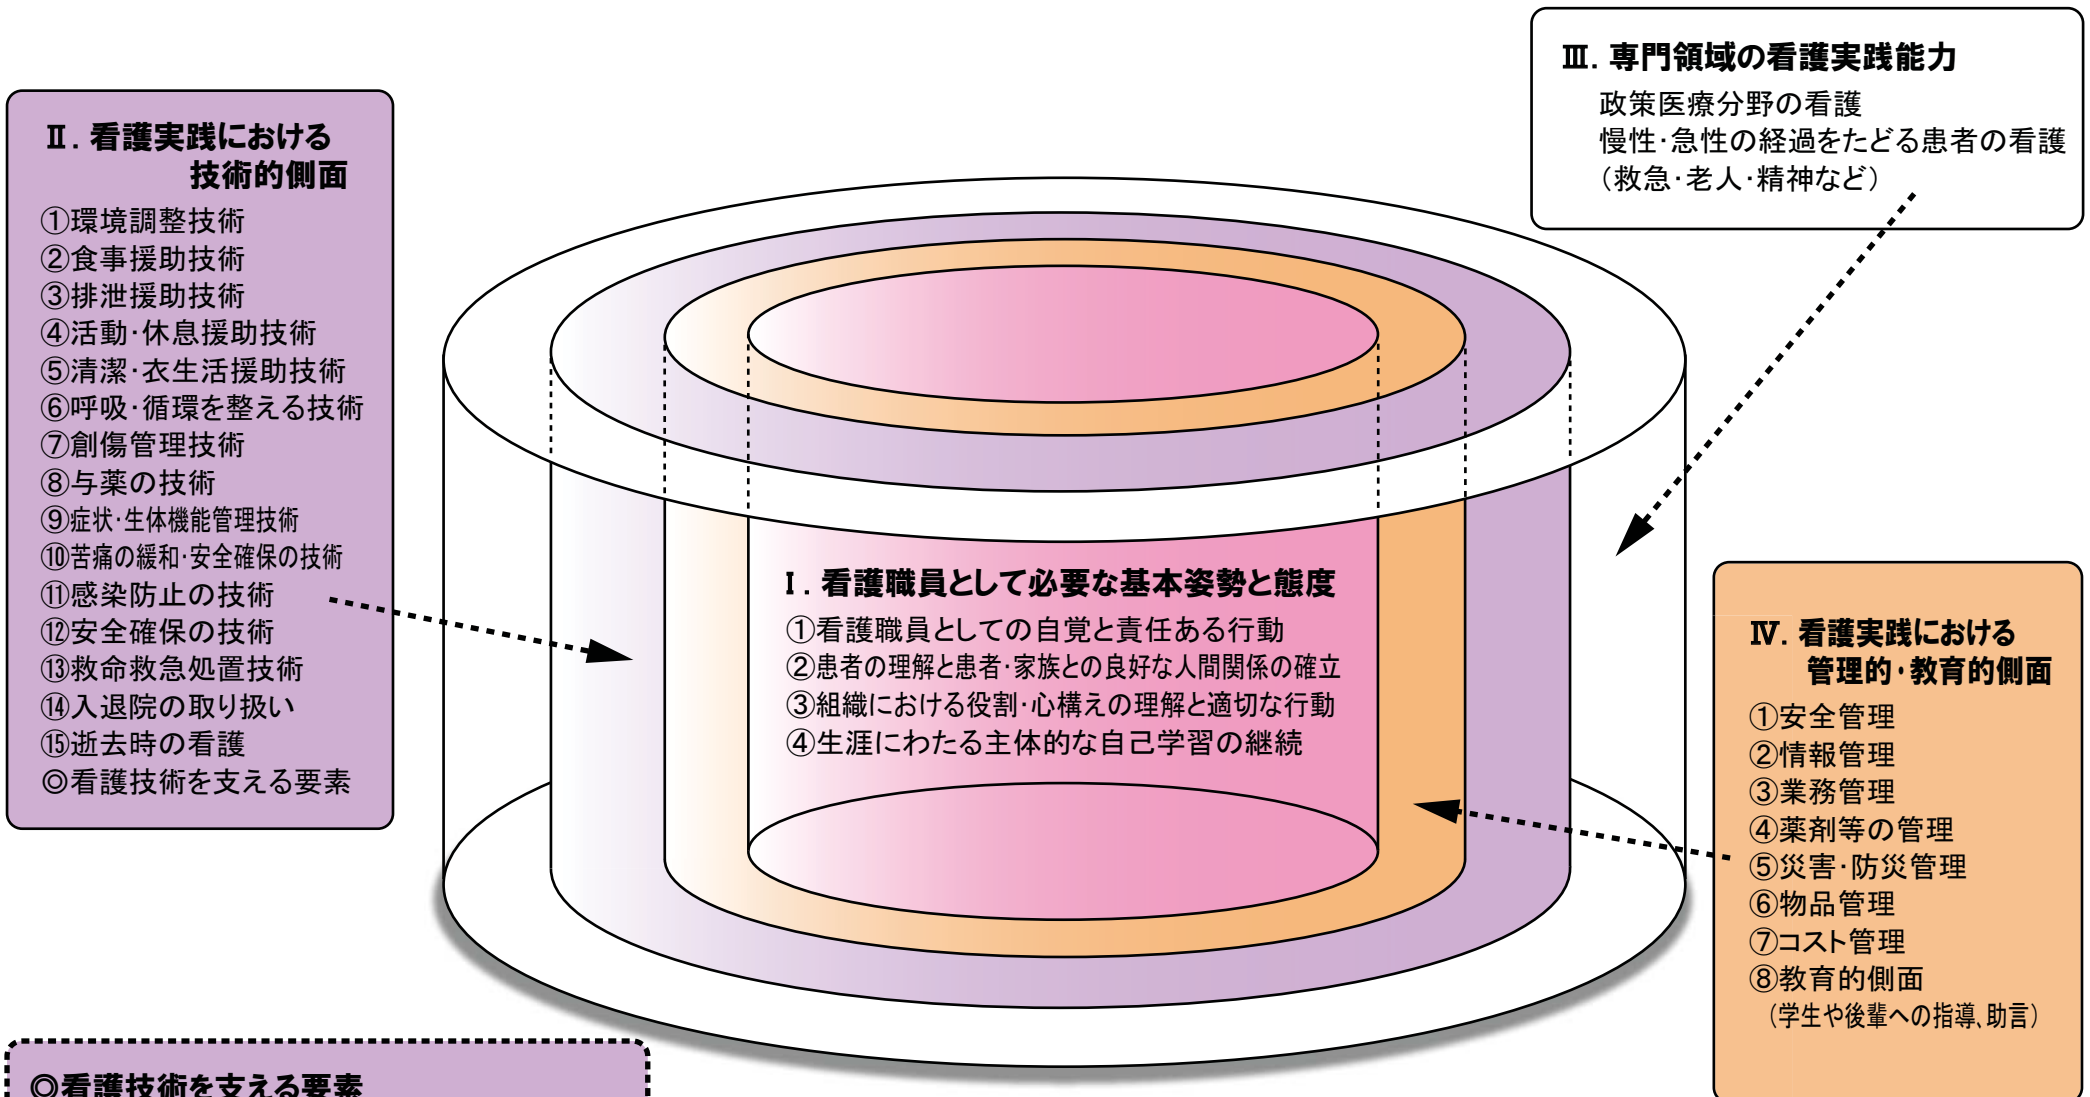 Ⅱ. 看護実践における
技術的側面
①環境調整技術
②食事援助技術
③排泄援助技術
④活動・休息援助技術
⑤清潔・衣生活援助技術
⑥呼吸・循環を整える技術
⑦創傷管理技術
⑧与薬の技術
⑨症状・生体機能管理技術
⑩苦痛の緩和・安全確保の技術
⑪感染防止の技術
⑫安全確保の技術
⑬救命救急処置技術
⑭入退院の取り扱い
⑮逝去時の看護
◎看護技術を支える要素
Ⅲ. 専門領域の看護実践能力
政策医療分野の看護
慢性・急性の経過をたどる患者の看護
（救急・老人・精神など）
Ⅰ. 看護職員として必要な基本姿勢と態度
①看護職員としての自覚と責任ある行動
②患者の理解と患者・家族との良好な人間関係の確立
③組織における役割・心構えの理解と適切な行動
④生涯にわたる主体的な自己学習の継続
Ⅳ. 看護実践における
管理的・教育的側面
①安全管理
②情報管理
③業務管理
④薬剤等の管理
⑤災害・防災管理
⑥物品管理
⑦コスト管理
⑧教育的側面
（学生や後輩への指導、助言）
◎看護技術を支える要素